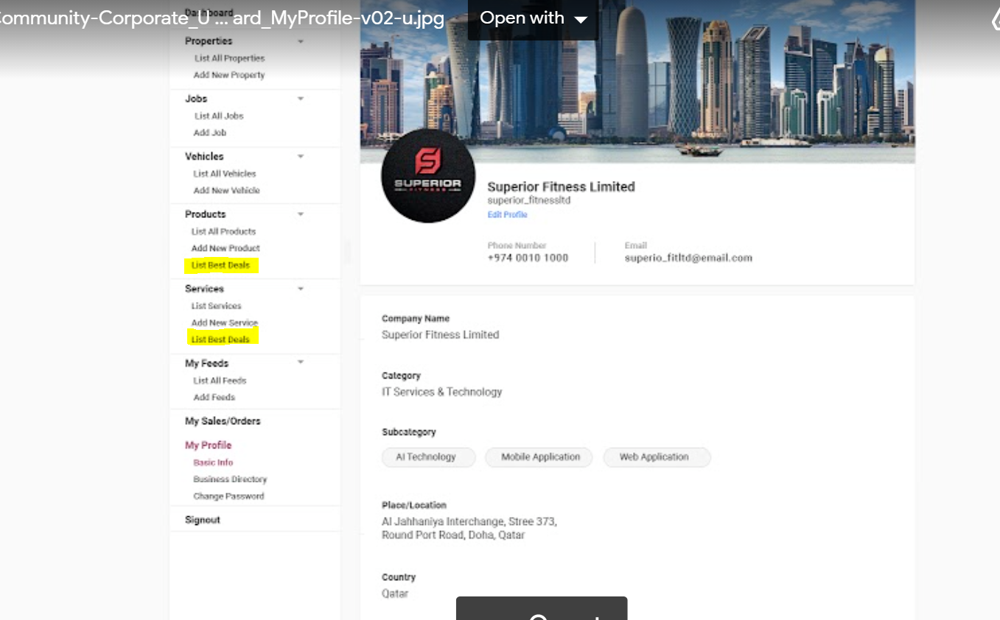 ommunity-Corporate_U ... ard_MyProfile-v02-u.jpg
Open with
Dashboard
Properties
List All Properties
Add New Property
Jobs
List All Jobs
Add Job
Vehicles
List All Vehicles
Add New Vehicle
Products
List All Products
Add New Product
List Best Deals
Services
List Services
Add New Service
List Best Deals
My Feeds
List All Feeds
Add Feeds
My Sales/Orders
My Profile
Basic Info
Business Directory
Change Password
Signout
SUPERIOR
FITNESS
Superior Fitness Limited
superior_fitnessltd
Edit Profile
Phone Number
+974 0010 1000
Email
superio_fitltd@email.com
Company Name
Superior Fitness Limited
Category
IT Services & Technology
Subcategory
AI Technology
Mobile Application
Web Application
Place/Location
Al Jahhaniya Interchange, Stree 373,
Round Port Road, Doha, Qatar
Country
Qatar